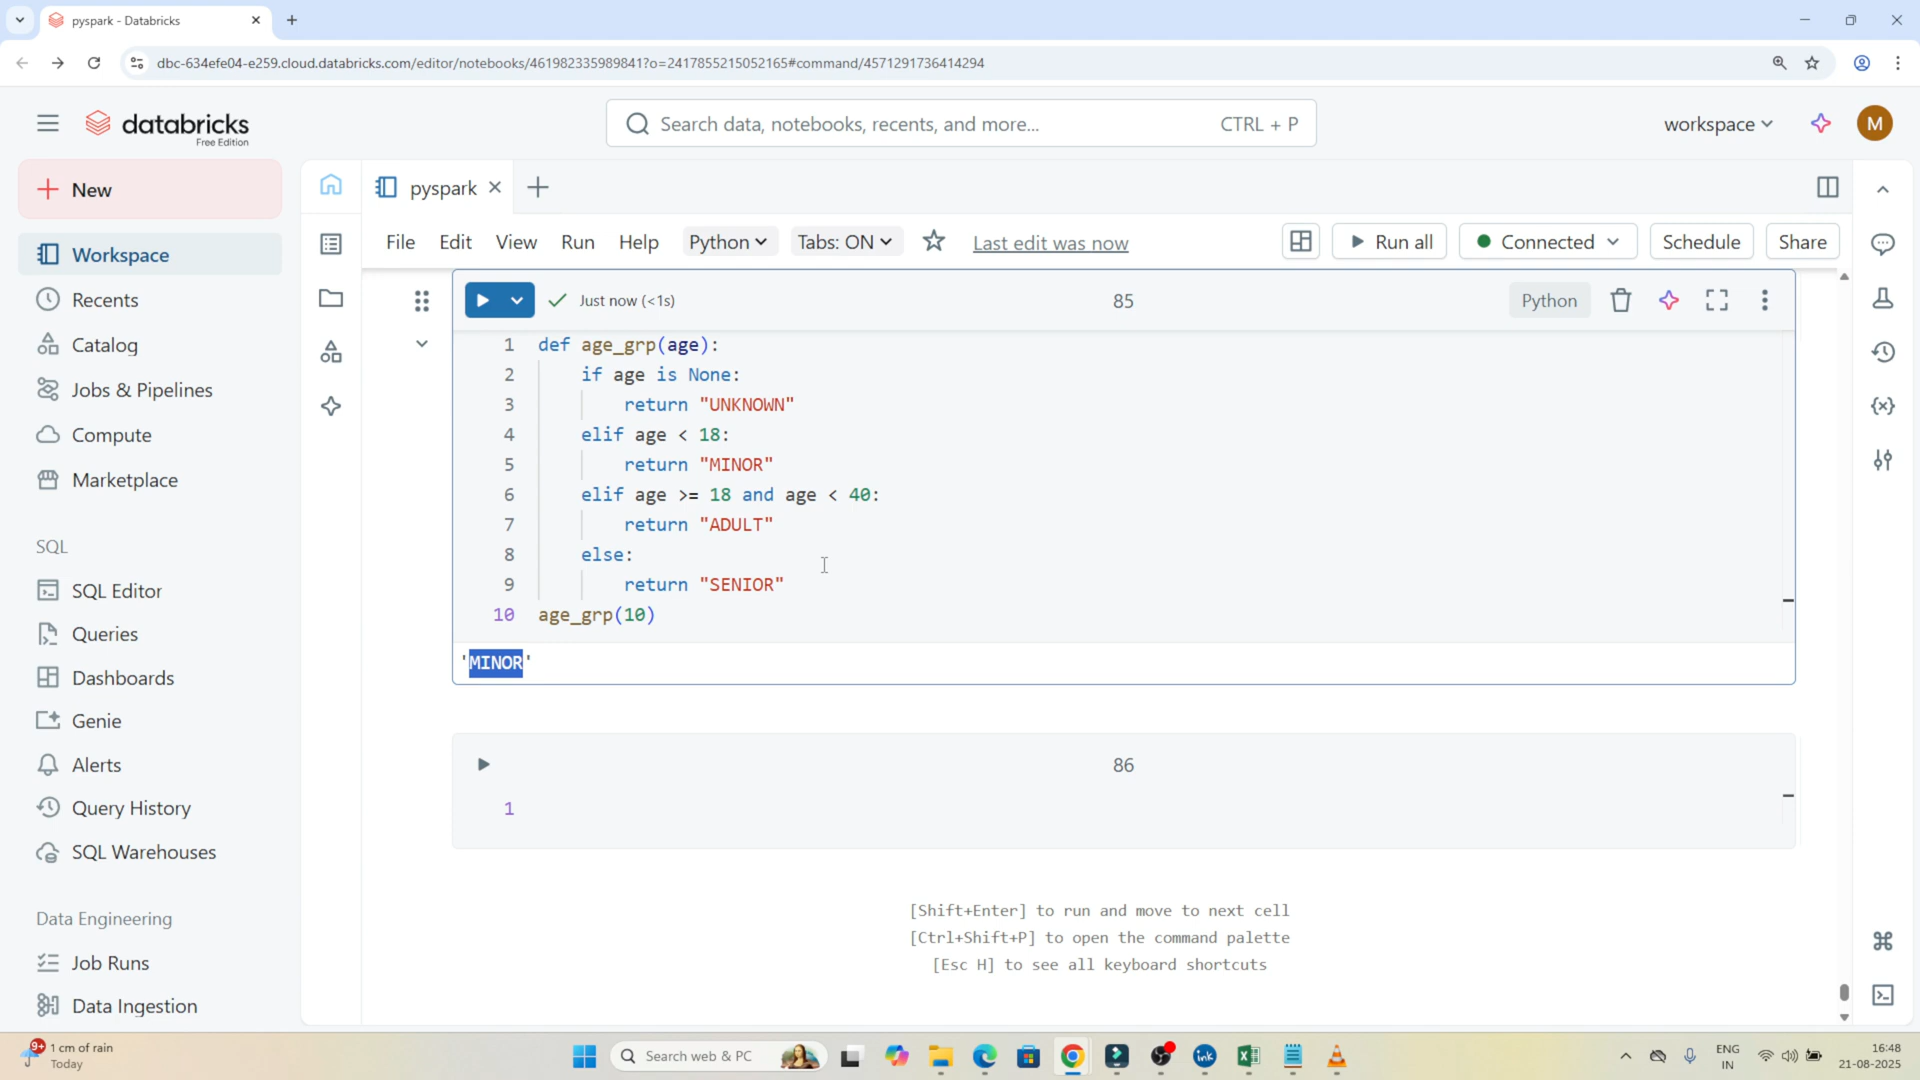 pyspark - Databricks
dbc-634efe04-e259.cloud.databricks.com/editor/notebooks/461982335989841?o=2417855215052165#command/4571291736414294
databricks
Free Edition
Search data, notebooks, recents, and more...
CTRL + P
workspace
M
New
pyspark
File Edit View Run Help Python Tabs: ON Last edit was now Run all Connected Schedule Share
Workspace
Recents
Catalog
Jobs & Pipelines
Compute
Marketplace
SQL
SQL Editor
Queries
Dashboards
Genie
Alerts
Query History
SQL Warehouses
Data Engineering
Job Runs
Data Ingestion
Just now (<1s)
85
Python
1 def age_grp(age):
2 if age is None:
3 return "UNKNOWN"
4 elif age < 18:
5 return "MINOR"
6 elif age >= 18 and age < 40:
7 return "ADULT"
8 else:
9 return "SENIOR"
10 age_grp(10)
'MINOR'
86
1
[Shift+Enter] to run and move to next cell
[Ctrl+Shift+P] to open the command palette
[Esc H] to see all keyboard shortcuts
9+
1 cm of rain
Today
Search web & PC
ink
ENG
IN
16:48
21-08-2025